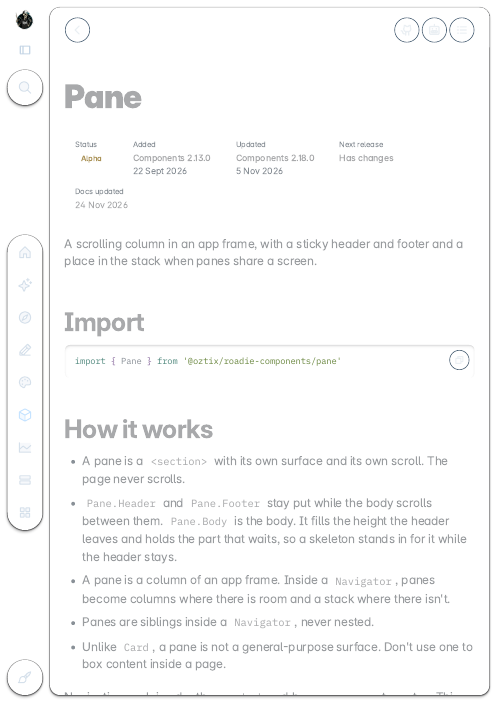 Pane
Status
Alpha
Added
Components 2.13.0
22 Sept 2026
Updated
Components 2.18.0
5 Nov 2026
Next release
Has changes
Docs updated
24 Nov 2026
A scrolling column in an app frame, with a sticky header and footer and a
place in the stack when panes share a screen.
Import
import { Pane } from '@oztix/roadie-components/pane'
How it works
A pane is a <section> with its own surface and its own scroll. The
page never scrolls.
Pane.Header and Pane.Footer stay put while the body scrolls
between them. Pane.Body is the body. It fills the height the header
leaves and holds the part that waits, so a skeleton stands in for it while
the header stays.
A pane is a column of an app frame. Inside a Navigator, panes
become columns where there is room and a stack where there isn't.
Panes are siblings inside a Navigator, never nested.
Unlike Card, a pane is not a general-purpose surface. Don't use one to
box content inside a page.